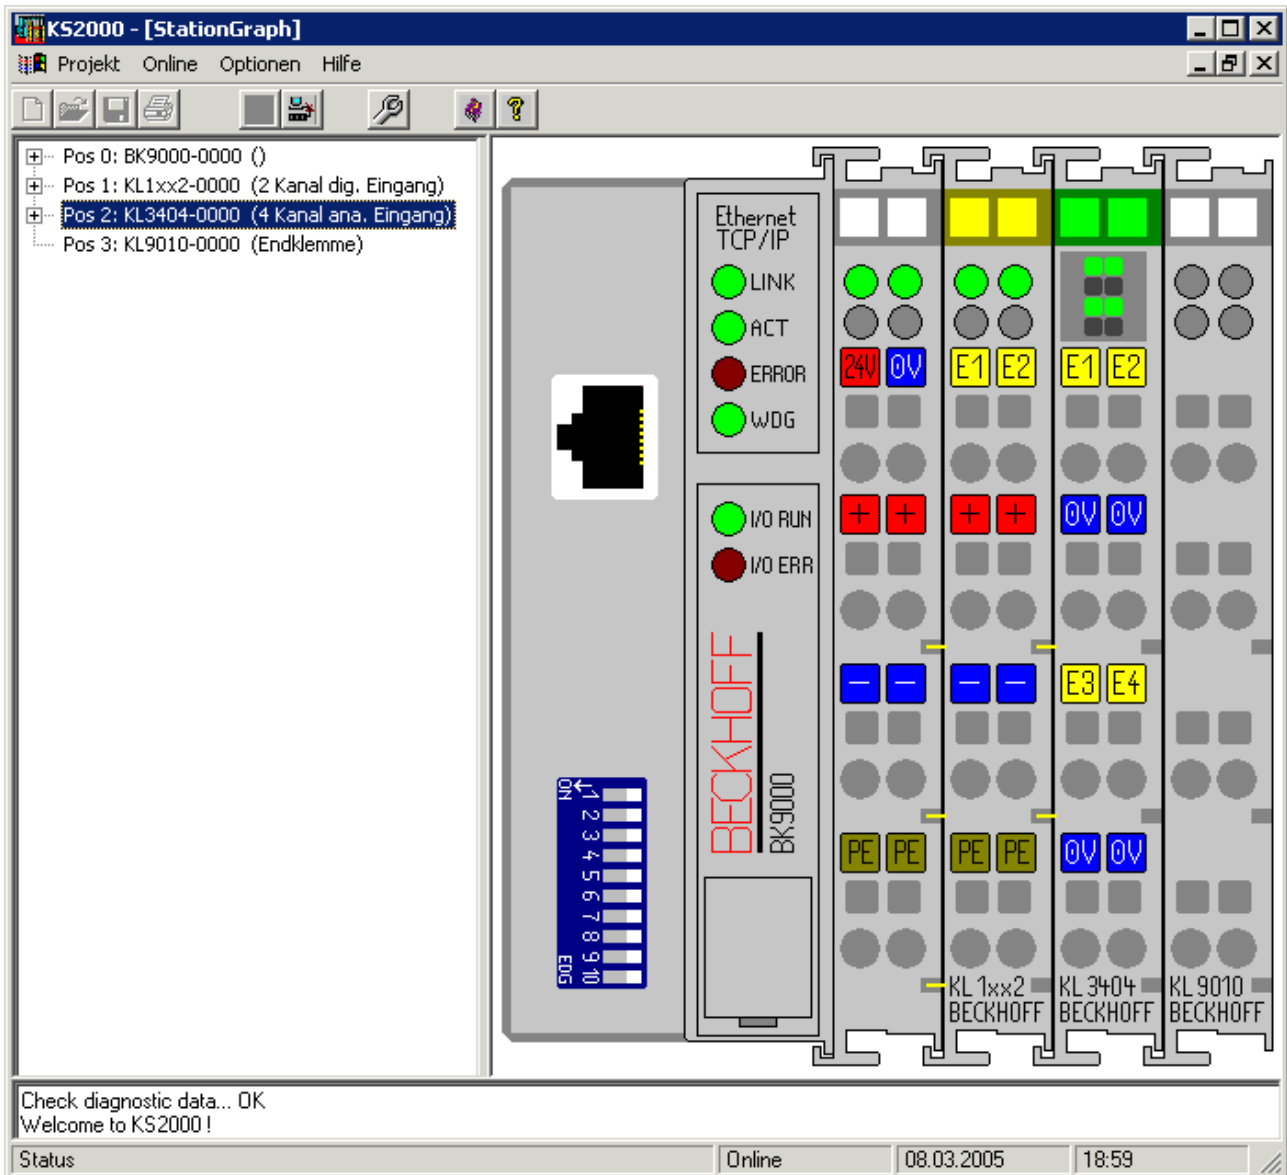 KS2000 - [StationGraph]
Projekt Online Optionen Hilfe
Pos 0: BK9000-0000 ()
Pos 1: KL1xx2-0000 (2 Kanal dig. Eingang)
Pos 2: KL3404-0000 (4 Kanal ana. Eingang)
Pos 3: KL9010-0000 (Endklemme)
Ethernet
TCP/IP
LINK
ACT
ERROR
WDG
I/O RUN
I/O ERR
BECKHOFF
BK9000
ON
1
2
3
4
5
6
7
8
9
10
EDG
24V 0V E1 E2 E1 E2
+ + + + 0V 0V
- - - - E3 E4
PE PE PE PE 0V 0V
KL 1xx2 KL 3404 KL 9010
BECKHOFF BECKHOFF BECKHOFF
Check diagnostic data... OK
Welcome to KS2000 !
Status Online 08.03.2005 18:59